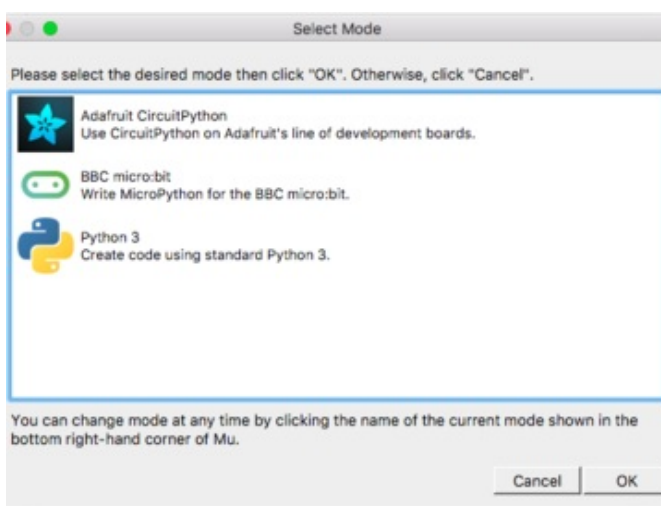 Select Mode
Please select the desired mode then click "OK". Otherwise, click "Cancel".
Adafruit CircuitPython
Use CircuitPython on Adafruit's line of development boards.
BBC micro:bit
Write MicroPython for the BBC micro:bit.
Python 3
Create code using standard Python 3.
You can change mode at any time by clicking the name of the current mode shown in the
bottom right-hand corner of Mu.
Cancel OK